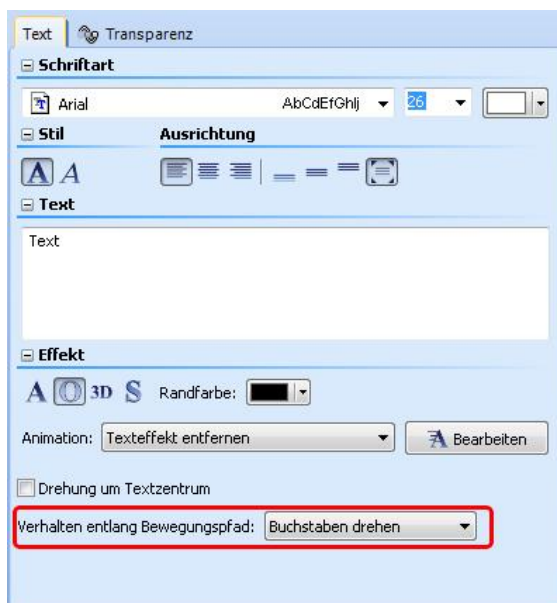 Text Transparenz
Schriftart
Arial AbCdEfGhIj 26
Stil Ausrichtung
A A
Text
Text
Effekt
A O 3D S Randfarbe:
Animation: Texteffekt entfernen A Bearbeiten
Drehung um Textzentrum
Verhalten entlang Bewegungspfad: Buchstaben drehen